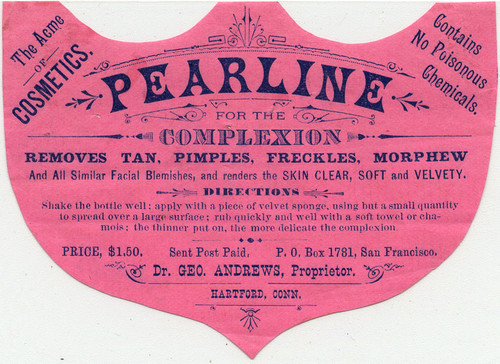 The Acme
OF
COSMETICS.
Contains
No Poisonous
Chemicals.
PEARLINE
FOR THE
COMPLEXION
REMOVES TAN, PIMPLES, FRECKLES, MORPHEW
And All Similar Facial Blemishes, and renders the SKIN CLEAR, SOFT and VELVETY.
DIRECTIONS
Shake the bottle well; apply with a piece of velvet sponge, using but a small quantity
to spread over a large surface; rub quickly and well with a soft towel or cha-
mois; the thinner put on, the more delicate the complexion
PRICE, $1.50. Sent Post Paid, P. O. Box 1781, San Francisco.
Dr. GEO. ANDREWS, Proprietor.
HARTFORD, CONN.